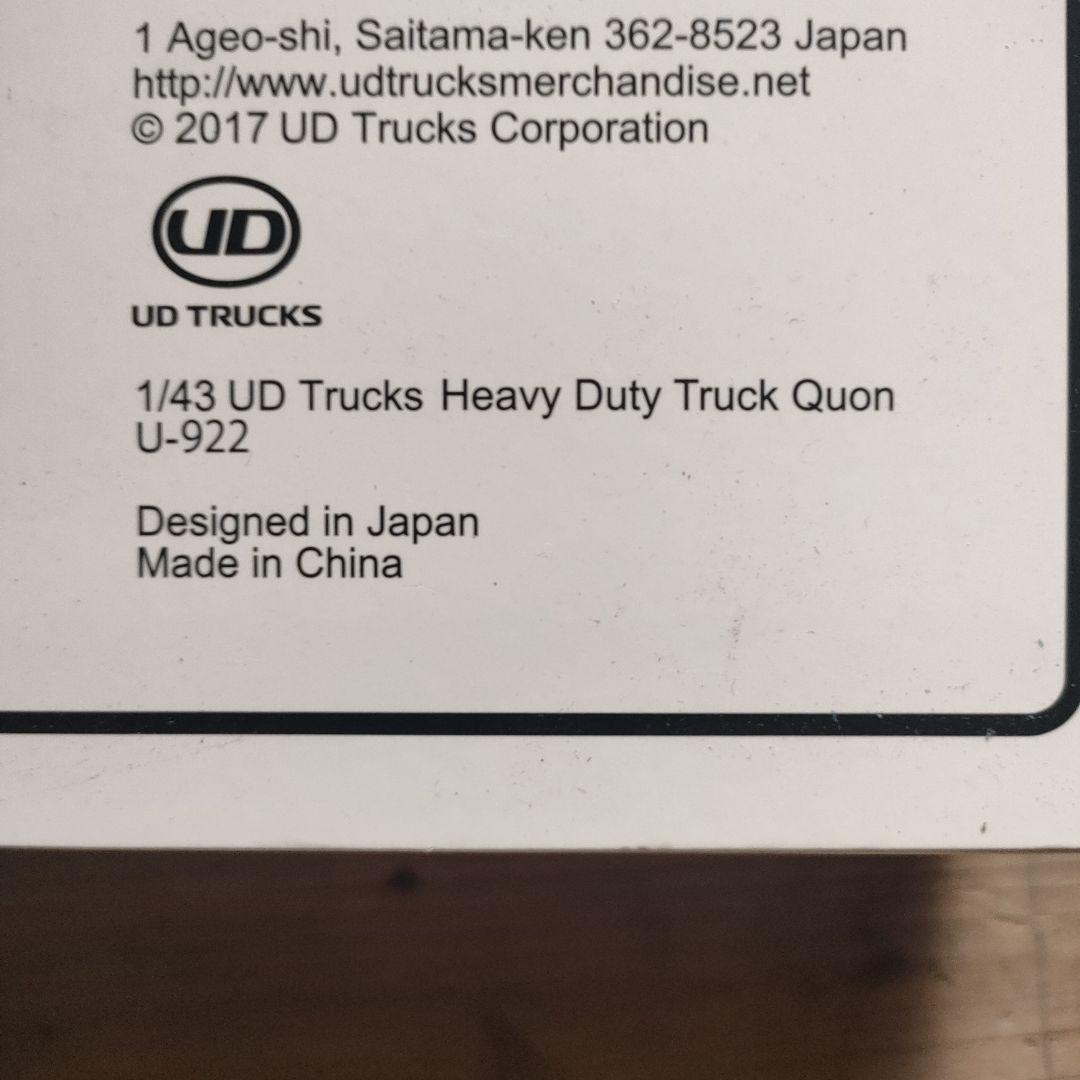 1 Ageo-shi, Saitama-ken 362-8523 Japan
http://www.udtrucksmerchandise.net
© 2017 UD Trucks Corporation
UD
UD TRUCKS
1/43 UD Trucks Heavy Duty Truck Quon
U-922
Designed in Japan
Made in China